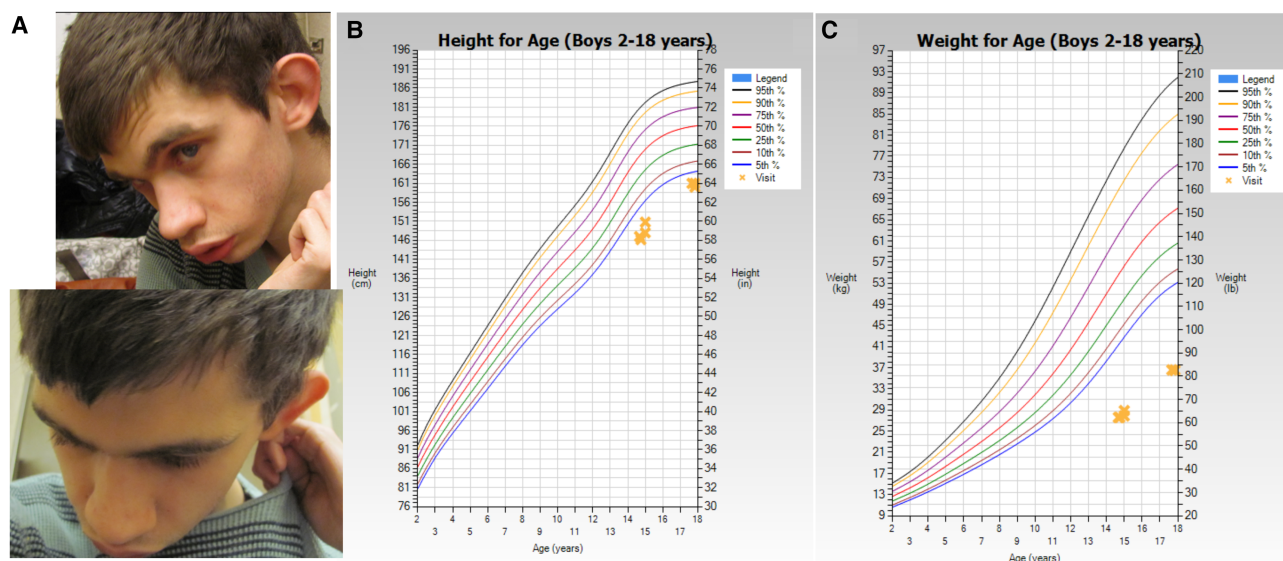 A
B
Height for Age (Boys 2-18 years)
196
191
186
181
176
171
166
161
156
151
146
141
136
131
126
121
116
111
106
101
96
91
86
81
76
Height
(cm)
78
76
74
72
70
68
66
64
62
60
58
56
54
52
50
48
46
44
42
40
38
36
34
32
30
Height
(in)
Legend
95th %
90th %
75th %
50th %
25th %
10th %
5th %
Visit
2 4 6 8 10 12 14 16 18
3 5 7 9 11 13 15 17
Age (years)
C
Weight for Age (Boys 2-18 years)
97
93
89
85
81
77
73
69
65
61
57
53
49
45
41
37
33
29
25
21
17
13
9
Weight
(kg)
220
210
200
190
180
170
160
150
140
130
120
110
100
90
80
70
60
50
40
30
20
Weight
(lb)
Legend
95th %
90th %
75th %
50th %
25th %
10th %
5th %
Visit
2 4 6 8 10 12 14 16 18
3 5 7 9 11 13 15 17
Age (years)